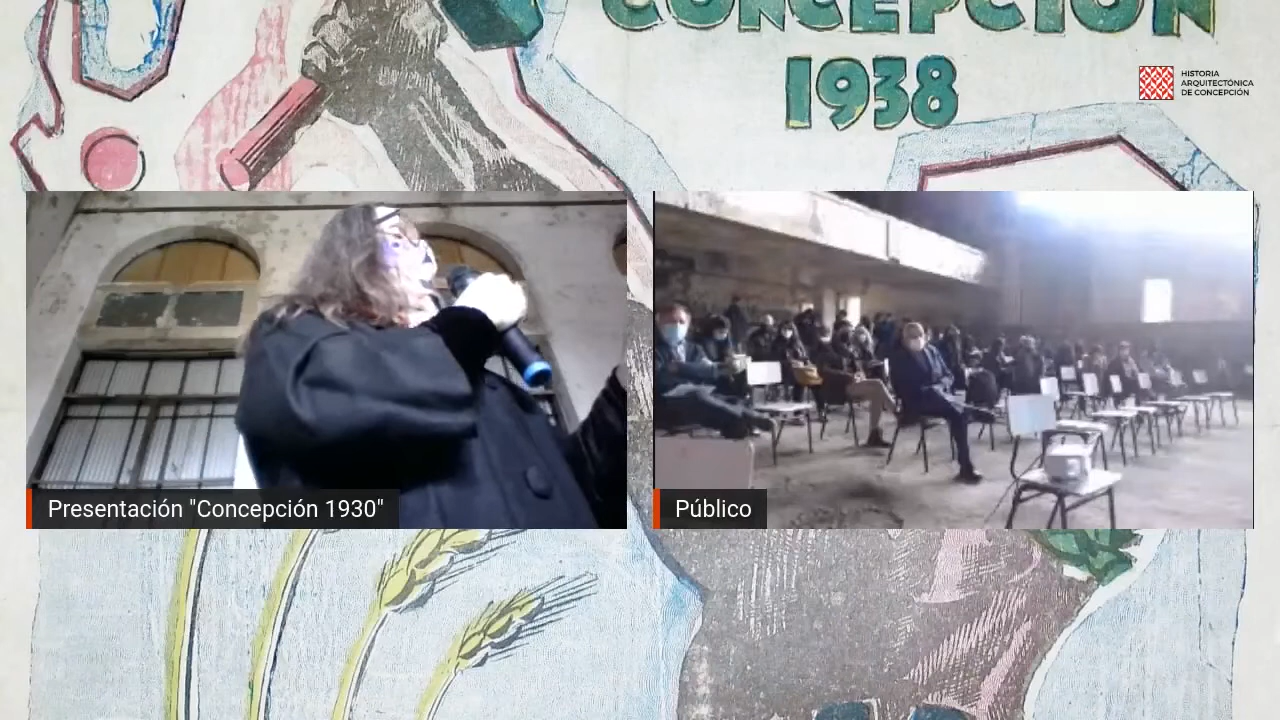 CONCEPCIÓN
1938
HISTORIA
ARQUITECTÓNICA
DE CONCEPCIÓN
Presentación "Concepción 1930"
Público